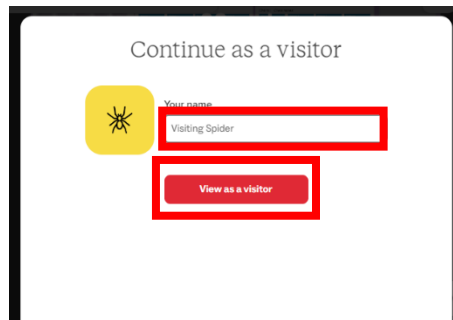 Continue as a visitor
Your name
Visiting Spider
View as a visitor